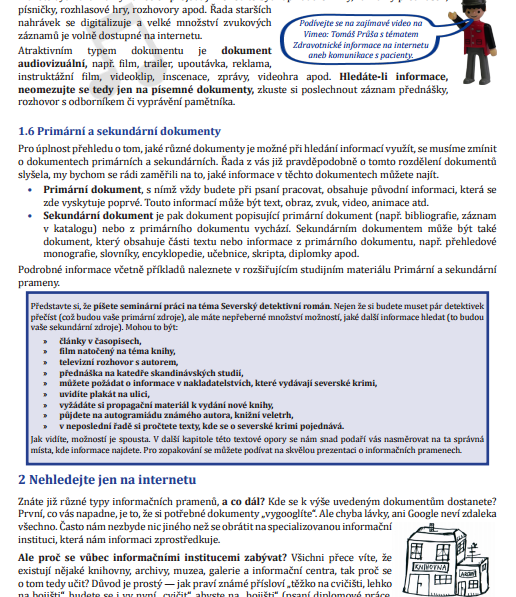 písničky, rozhlasové hry, rozhovory apod. Řada starších
nahrávek se digitalizuje a velké množství zvukových
záznamů je volně dostupné na internetu.
Atraktivním typem dokumentu je dokument
audiovizuální, např. film, trailer, upoutávka, reklama,
instruktážní film, videoklip, inscenace, zprávy, videohra apod. Hledáte-li informace,
neomezujte se tedy jen na písemné dokumenty, zkuste si poslechnout záznam přednášky,
rozhovor s odborníkem či vyprávění pamětníka.
Podívejte se na zajímavé video na
Vimeo: Tomáš Průša s tématem
Zdravotnické informace na internetu
aneb komunikace s pacienty.
1.6 Primární a sekundární dokumenty
Pro úplnost přehledu o tom, jaké různé dokumenty je možné při hledání informací využít, se musíme zmínit
o dokumentech primárních a sekundárních. Řada z vás již pravděpodobně o tomto rozdělení dokumentů
slyšela, my bychom se rádi zaměřili na to, jaké informace v těchto dokumentech můžete najít.
• Primární dokument, s nímž vždy budete při psaní pracovat, obsahuje původní informaci, která se
zde vyskytuje poprvé. Touto informací může být text, obraz, zvuk, video, animace atd.
• Sekundární dokument je pak dokument popisující primární dokument (např. bibliografie, záznam
v katalogu) nebo z primárního dokumentu vychází. Sekundárním dokumentem může být také
dokument, který obsahuje části textu nebo informace z primárního dokumentu, např. přehledové
monografie, slovníky, encyklopedie, učebnice, skripta, diplomky apod.
Podrobné informace včetně příkladů naleznete v rozšiřujícím studijním materiálu Primární a sekundární
prameny.
Představte si, že píšete seminární práci na téma Severský detektivní román. Nejen že si budete muset pár detektivek
přečíst (což budou vaše primární zdroje), ale máte nepřeberné množství možností, jaké další informace hledat (to budou
vaše sekundární zdroje). Mohou to být:
» články v časopisech,
» film natočený na téma knihy,
» televizní rozhovor s autorem,
» přednáška na katedře skandinávských studií,
» můžete požádat o informace v nakladatelstvích, které vydávají severské krimi,
» uvidíte plakát na ulici,
» vyžádáte si propagační materiál k vydání nové knihy,
» půjdete na autogramiádu známého autora, knižní veletrh,
» v neposlední řadě si pročtete texty, kde se o severské krimi pojednává.
Jak vidíte, možností je spousta. V další kapitole této textové opory se nám snad podaří vás nasměrovat na ta správná
místa, kde informace najdete. Pro zopakování se můžete podívat na skvělou prezentaci o informačních pramenech.
2 Nehledejte jen na internetu
Znáte již různé typy informačních pramenů, a co dál? Kde se k výše uvedeným dokumentům dostanete?
První, co vás napadne, je to, že si potřebné dokumenty „vygooglíte“. Ale chyba lávky, ani Google neví zdaleka
všechno. Často nám nezbyde nic jiného než se obrátit na specializovanou informační
instituci, která nám informaci zprostředkuje.
Ale proč se vůbec informačními institucemi zabývat? Všichni přece víte, že
existují nějaké knihovny, archivy, muzea, galerie a informační centra, tak proč se
o tom tedy učit? Důvod je prostý — jak praví známé přísloví „těžko na cvičišti, lehko
na bojišti“, budete se i vy nyní „cvičit“, abyste na „bojišti“ (psaní diplomové práce,
KNIHOVNA
ARCHIV